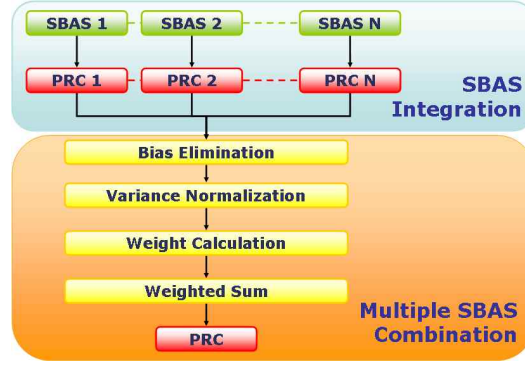 SBAS 1 SBAS 2 SBAS N
PRC 1 PRC 2 PRC N
SBAS
Integration
Bias Elimination
Variance Normalization
Weight Calculation
Weighted Sum
PRC
Multiple SBAS
Combination